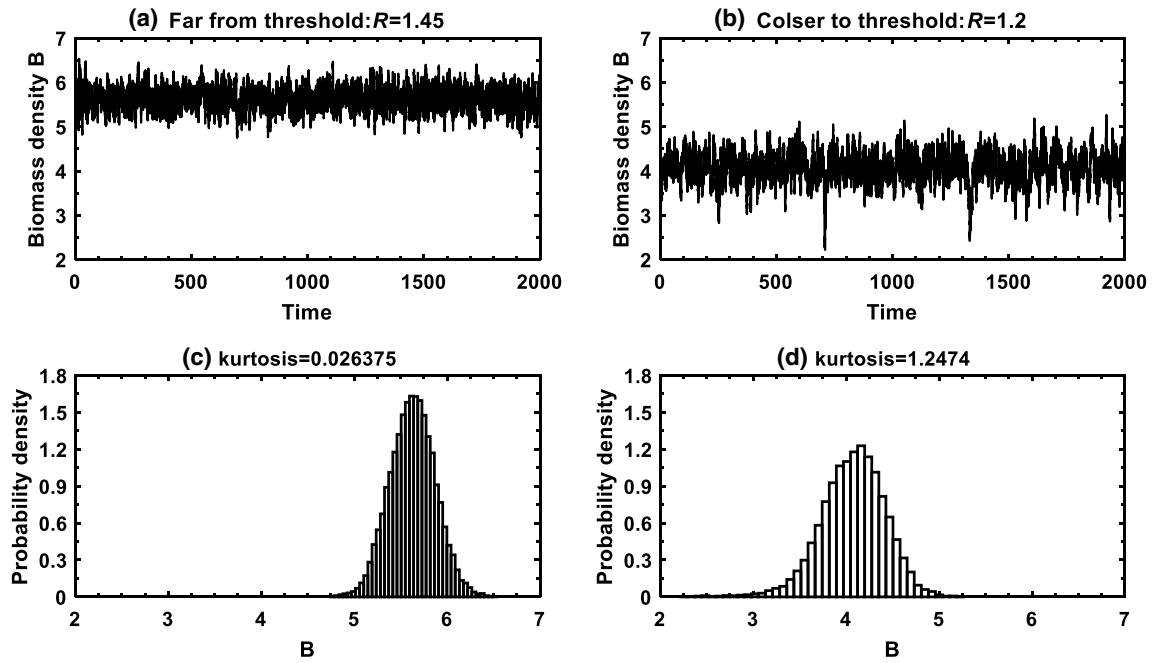 (a) Far from threshold:R=1.45
7
6
5
4
3
2
Biomass density B
0 500 1000 1500 2000
Time
(b) Colser to threshold:R=1.2
7
6
5
4
3
2
Biomass density B
0 500 1000 1500 2000
Time
(c) kurtosis=0.026375
1.8
1.5
1.2
0.9
0.6
0.3
0
Probability density
2 3 4 5 6 7
B
(d) kurtosis=1.2474
1.8
1.5
1.2
0.9
0.6
0.3
0
Probability density
2 3 4 5 6 7
B